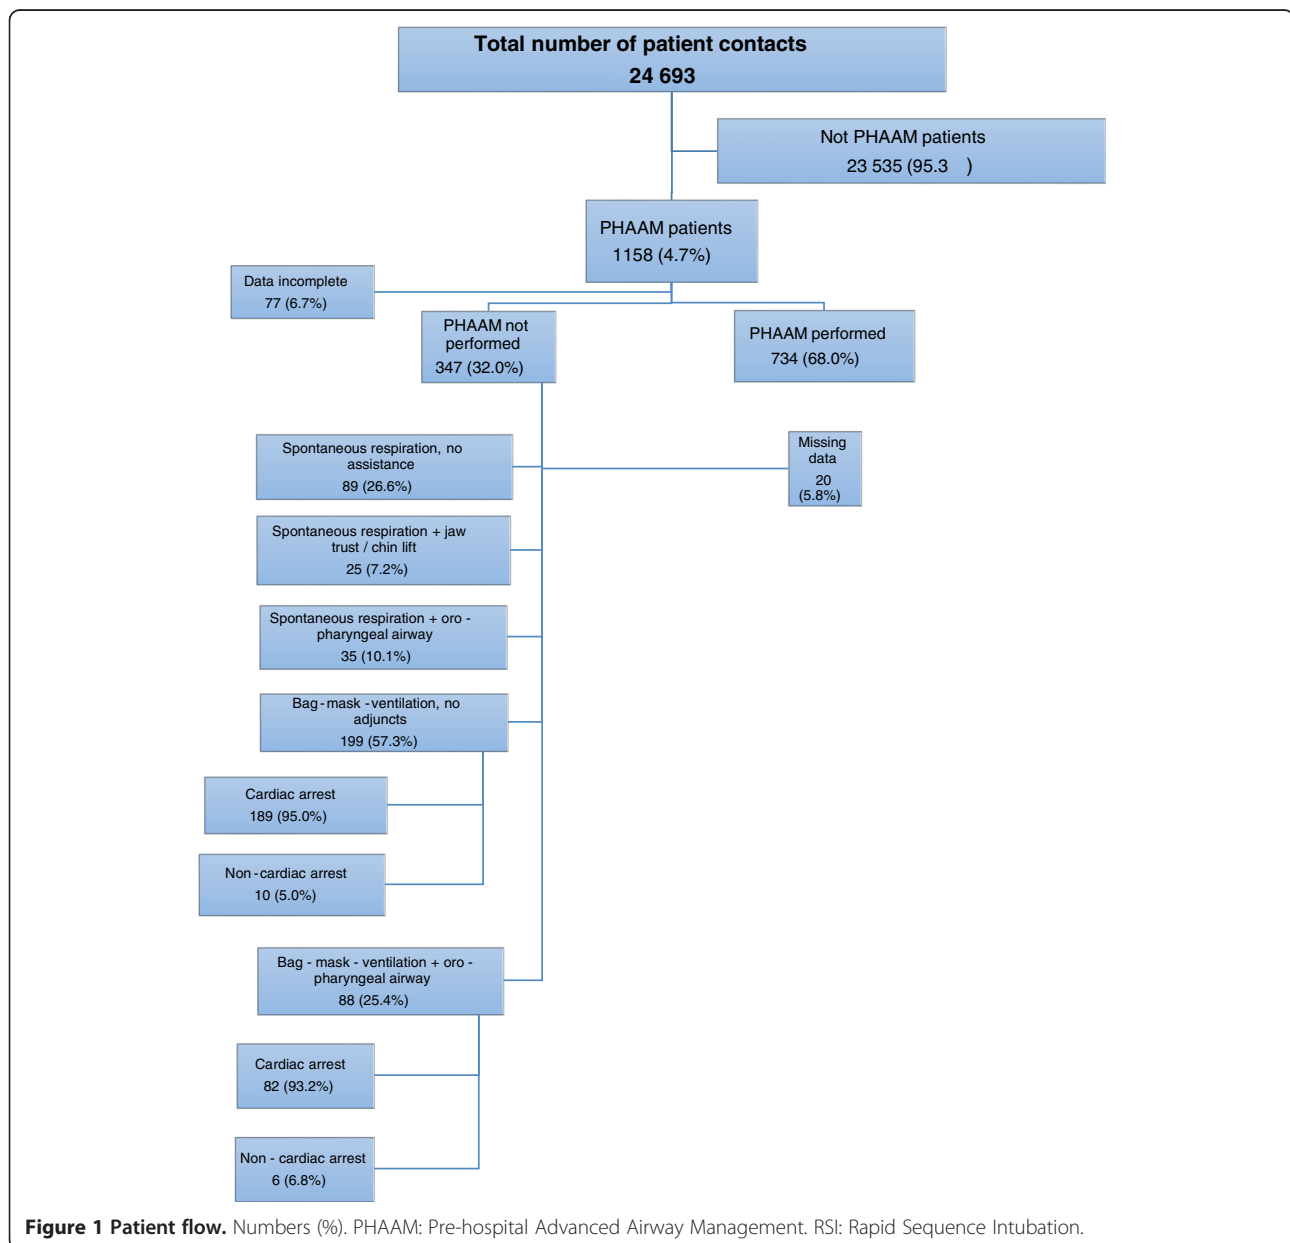 Total number of patient contacts
24 693
Not PHAAM patients
23 535 (95.3 )
PHAAM patients
1158 (4.7%)
Data incomplete
77 (6.7%)
PHAAM not
performed
347 (32.0%)
PHAAM performed
734 (68.0%)
Spontaneous respiration, no
assistance
89 (26.6%)
Missing
data
20
(5.8%)
Spontaneous respiration + jaw
trust / chin lift
25 (7.2%)
Spontaneous respiration + oro -
pharyngeal airway
35 (10.1%)
Bag - mask - ventilation, no
adjuncts
199 (57.3%)
Cardiac arrest
189 (95.0%)
Non - cardiac arrest
10 (5.0%)
Bag - mask - ventilation + oro -
pharyngeal airway
88 (25.4%)
Cardiac arrest
82 (93.2%)
Non - cardiac arrest
6 (6.8%)
Figure 1 Patient flow. Numbers (%). PHAAM: Pre-hospital Advanced Airway Management. RSI: Rapid Sequence Intubation.